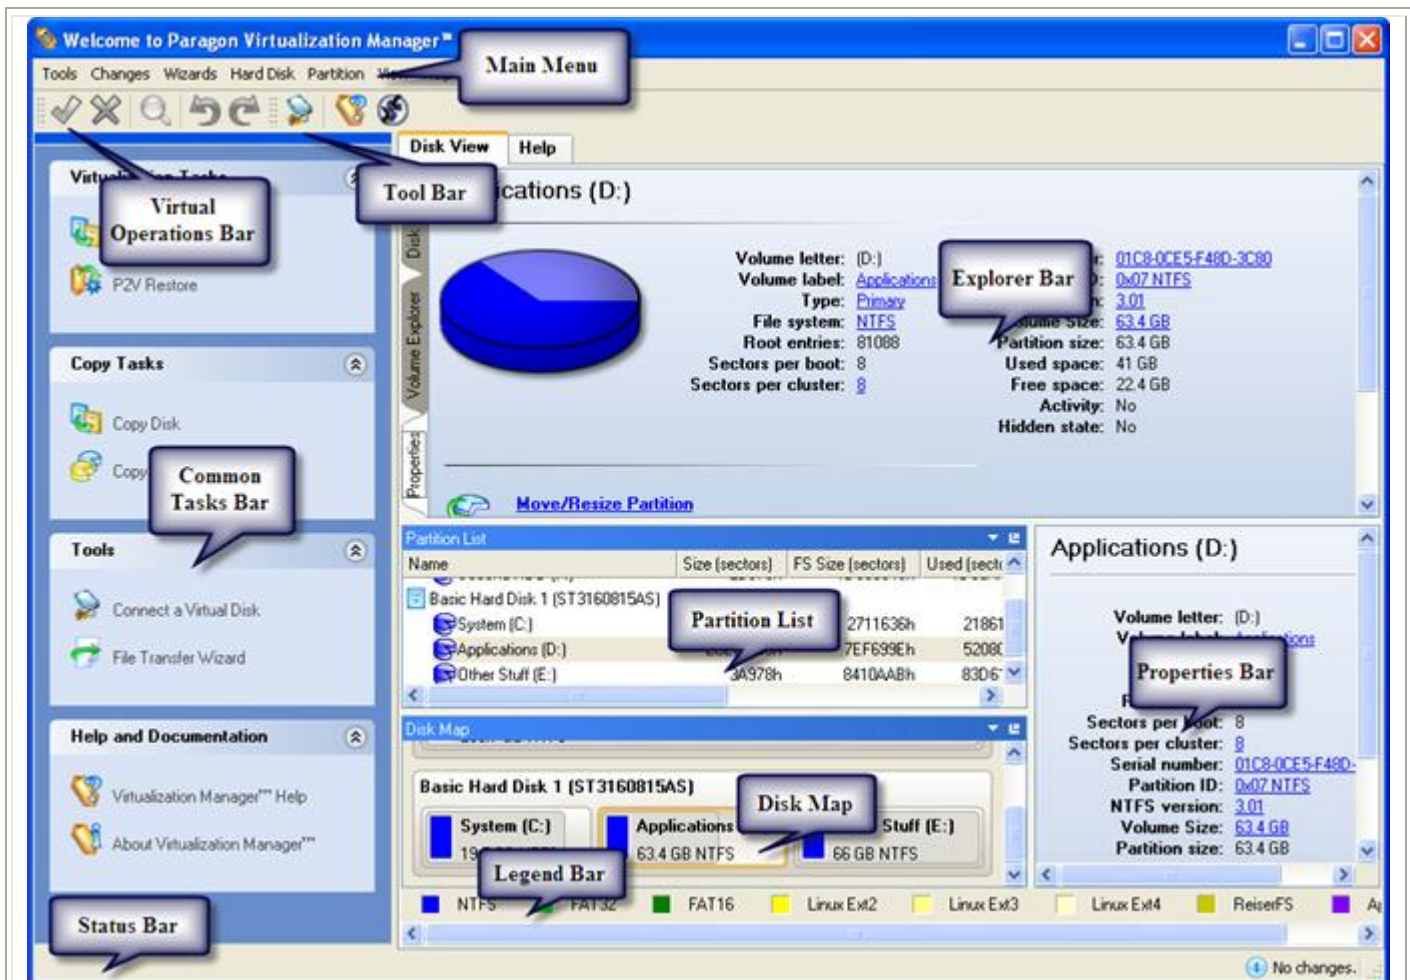 Welcome to Paragon Virtualization Manager™
Main Menu
Tools Changes Wizards Hard Disk Partition
Disk View Help
Tool Bar
Virtual
Operations Bar
P2V Restore
Copy Tasks
Copy Disk
Copy
Common
Tasks Bar
Tools
Connect a Virtual Disk
File Transfer Wizard
Help and Documentation
Virtualization Manager™ Help
About Virtualization Manager™
Status Bar
(D:)
Disk
Volume Explorer
Properties
Volume letter: (D:)
Volume label: Applications
Type: Primary
File system: NTFS
Root entries: 81088
Sectors per boot: 8
Sectors per cluster: 8
Explorer Bar
01C8-0CE5-F48D-3C80
0x07 NTFS
3.01
Volume Size: 63.4 GB
Partition size: 63.4 GB
Used space: 41 GB
Free space: 22.4 GB
Activity: No
Hidden state: No
Move/Resize Partition
Partition List
Name Size (sectors) FS Size (sectors) Used (sect
Basic Hard Disk 1 (ST3160815AS)
System (C:) 2711636h 21861
Applications (D:) 7EF699Eh 5208C
Other Stuff (E:) 3A978h 8410AABh 83D6
Partition List
Disk Map
Basic Hard Disk 1 (ST3160815AS)
System (C:)
Applications
63.4 GB NTFS
Stuff (E:)
66 GB NTFS
Disk Map
Legend Bar
NTFS FAT32 FAT16 Linux Ext2 Linux Ext3 Linux Ext4 ReiserFS
Applications (D:)
Volume letter: (D:)
Properties Bar
Sectors per boot: 8
Sectors per cluster: 8
Serial number: 01C8-0CE5-F48D-
Partition ID: 0x07 NTFS
NTFS version: 3.01
Volume Size: 63.4 GB
Partition size: 63.4 GB
No changes.